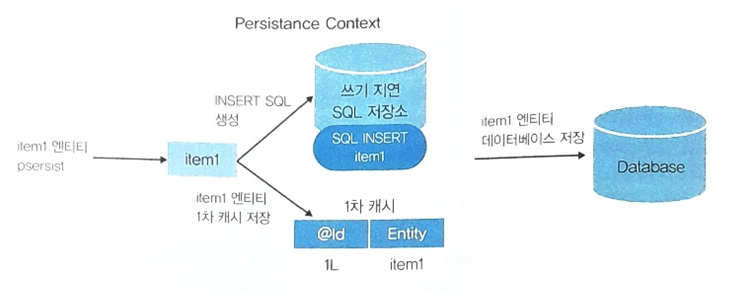 Persistance Context
쓰기 지연
SQL 저장소
SQL INSERT
item1
INSERT SQL
생성
item1 엔티티
psersist
item1
item1 엔티티
1차 캐시 저장
1차 캐시
@Id
Entity
1L
item1
item1 엔티티
데이터베이스 저장
Database